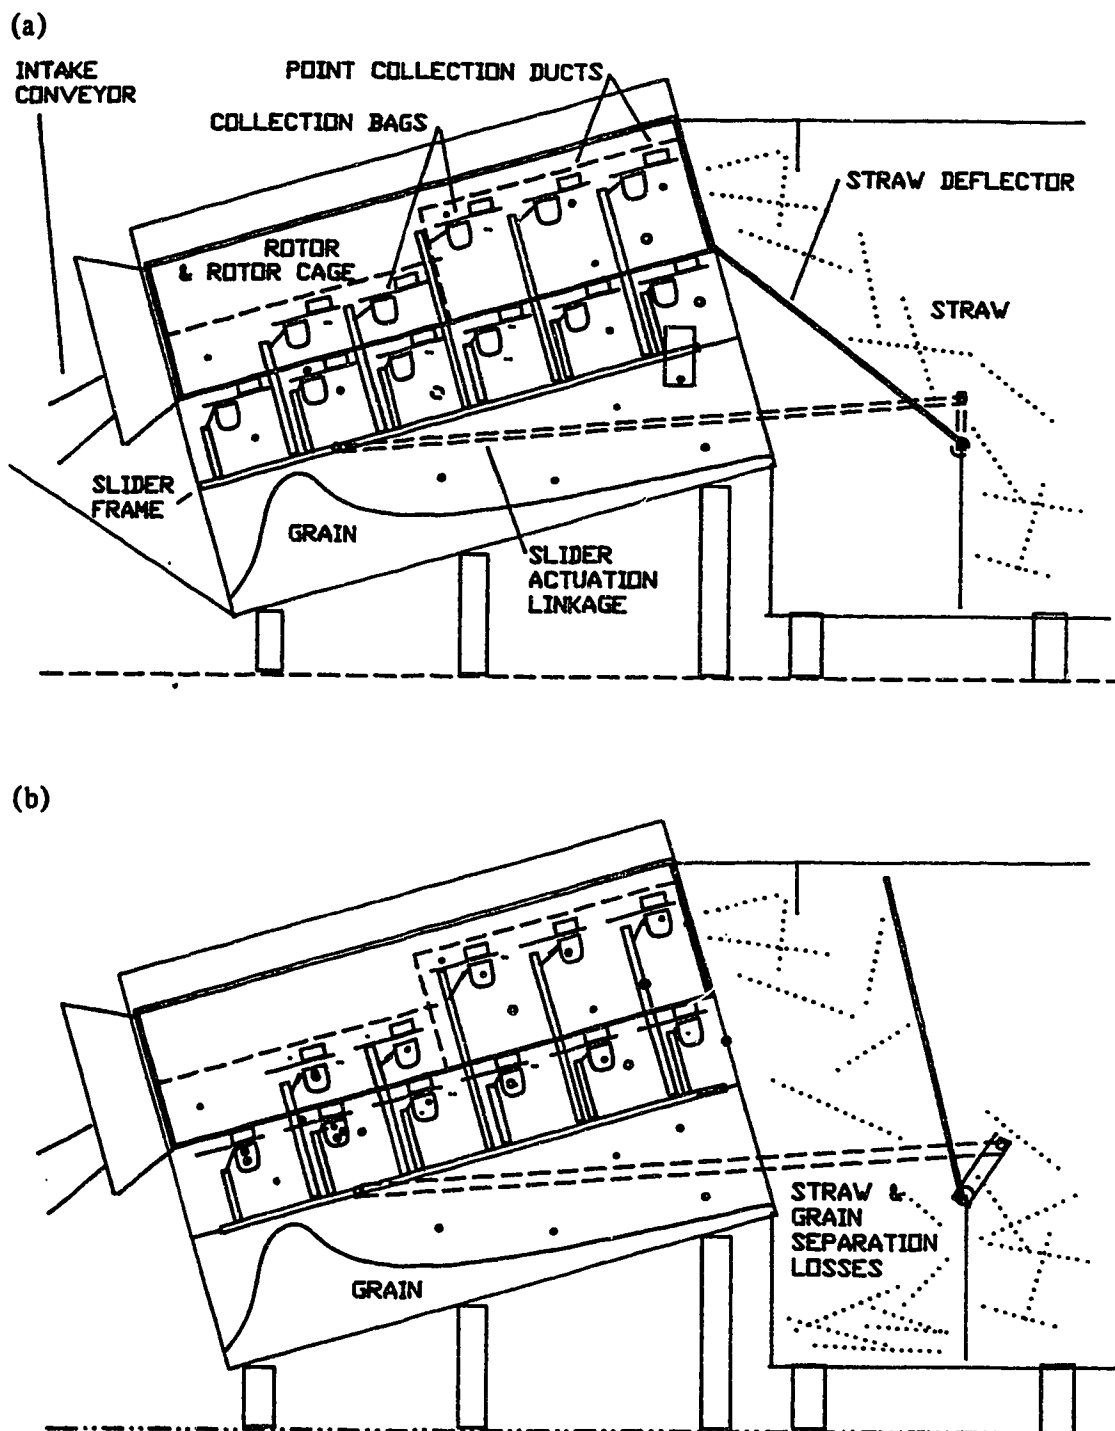 (a)
INTAKE
CONVEYOR
POINT COLLECTION DUCTS
COLLECTION BAGS
STRAW DEFLECTOR
ROTOR
& ROTOR CAGE
STRAW
SLIDER
FRAME
GRAIN
SLIDER
ACTUATION
LINKAGE
(b)
STRAW &
GRAIN
SEPARATION
LOSSES
GRAIN